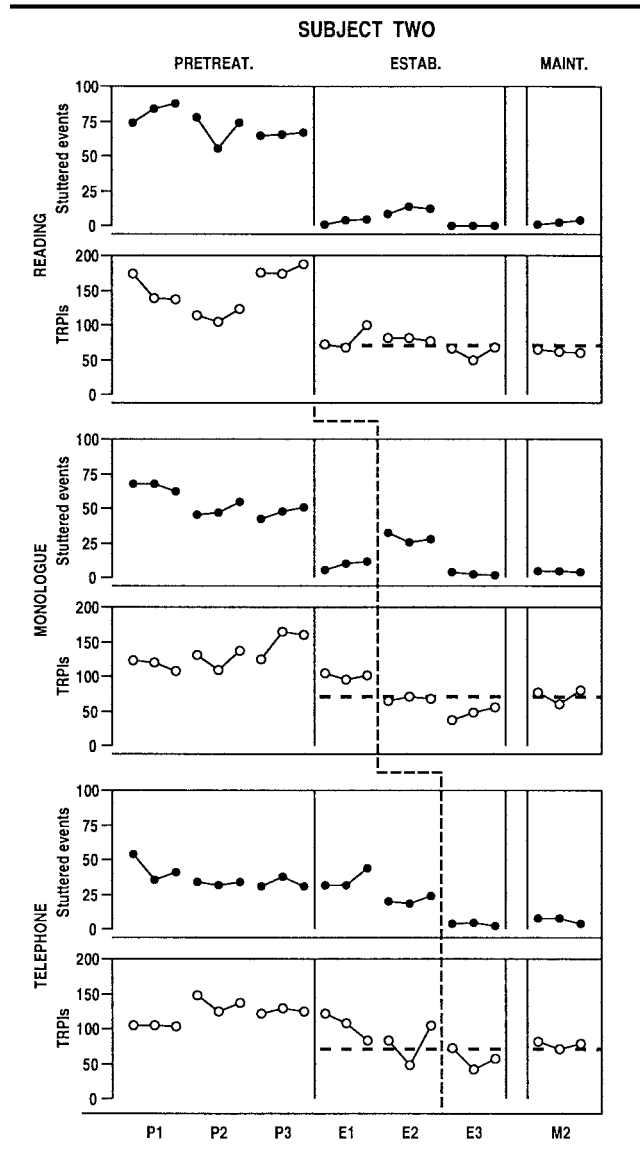 SUBJECT TWO
PRETREAT. ESTAB. MAINT.
READING
Stuttered events
100
75
50
25
0
TRPIs
200
150
100
50
0
MONOLOGUE
Stuttered events
100
75
50
25
0
TRPIs
200
150
100
50
0
TELEPHONE
Stuttered events
100
75
50
25
0
TRPIs
200
150
100
50
0
P1 P2 P3 E1 E2 E3 M2